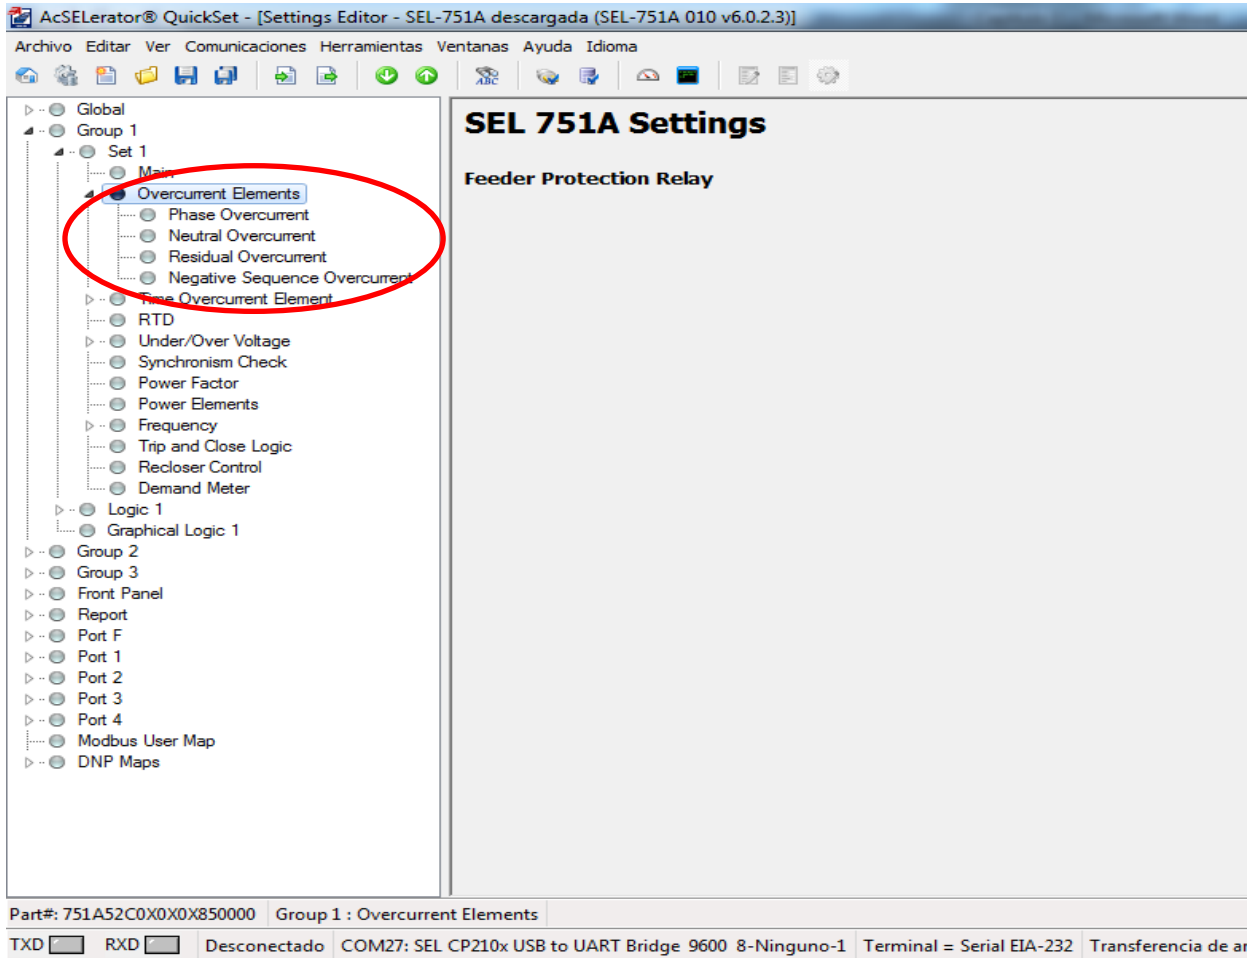 AcSELerator® QuickSet - [Settings Editor - SEL-751A descargada (SEL-751A 010 v6.0.2.3)]
Archivo Editar Ver Comunicaciones Herramientas Ventanas Ayuda Idioma
ABC
Global
Group 1
Set 1
Main
Overcurrent Elements
Phase Overcurrent
Neutral Overcurrent
Residual Overcurrent
Negative Sequence Overcurrent
Time Overcurrent Element
RTD
Under/Over Voltage
Synchronism Check
Power Factor
Power Elements
Frequency
Trip and Close Logic
Recloser Control
Demand Meter
Logic 1
Graphical Logic 1
Group 2
Group 3
Front Panel
Report
Port F
Port 1
Port 2
Port 3
Port 4
Modbus User Map
DNP Maps
SEL 751A Settings
Feeder Protection Relay
Part#: 751A52C0X0X0X850000 Group 1 : Overcurrent Elements
TXD RXD Desconectado COM27: SEL CP210x USB to UART Bridge 9600 8-Ninguno-1 Terminal = Serial EIA-232 Transferencia de ar